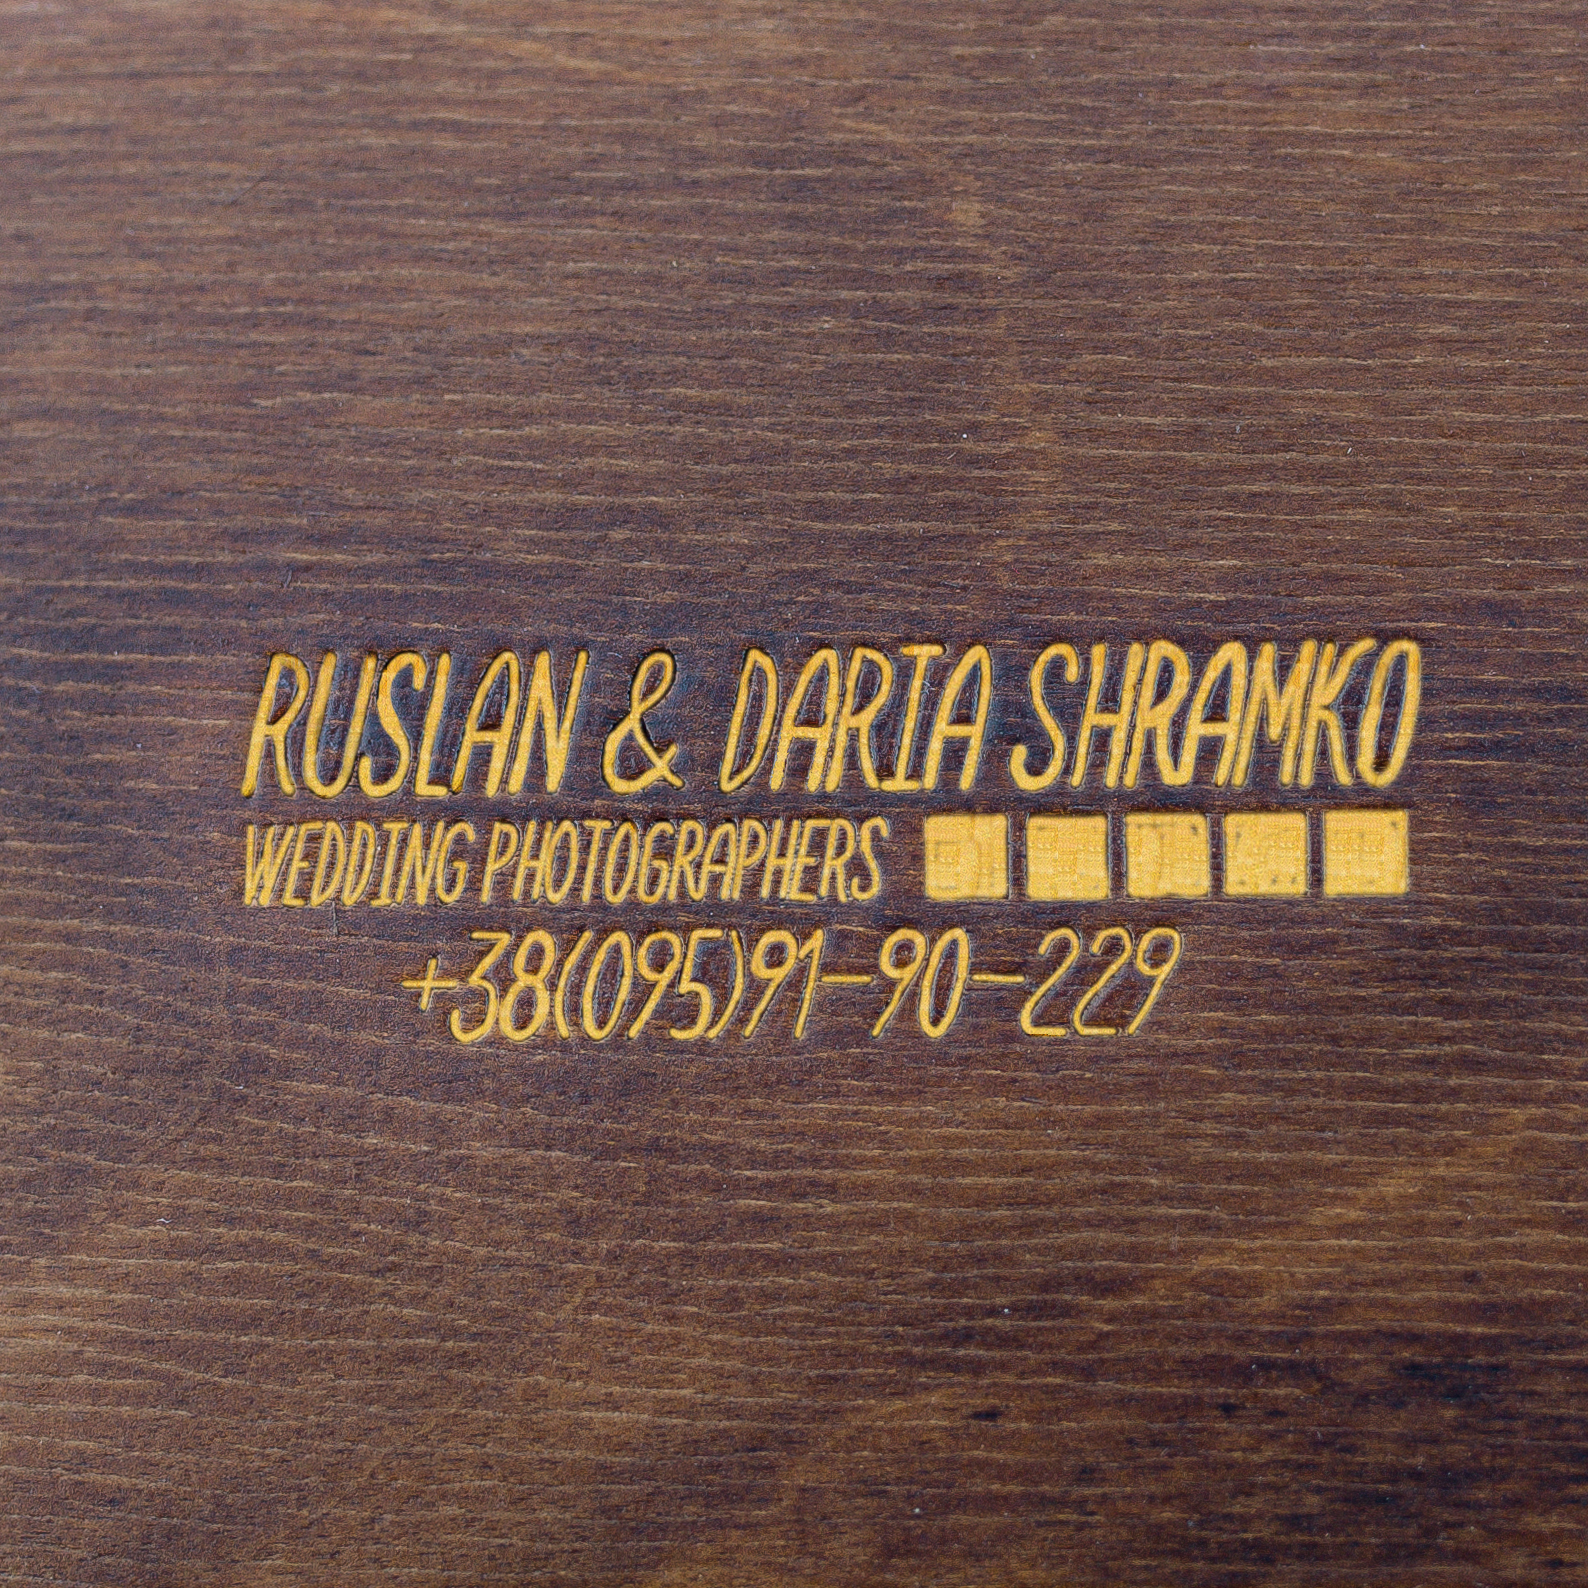 RUSLAN & DARIA SHRAMKO
WEDDING PHOTOGRAPHERS
+38(095)91-90-229